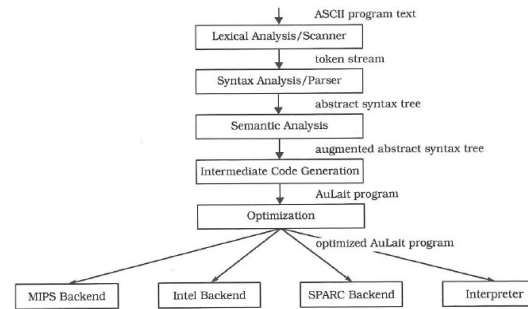 ASCII program text
Lexical Analysis/Scanner
token stream
Syntax Analysis/Parser
abstract syntax tree
Semantic Analysis
augmented abstract syntax tree
Intermediate Code Generation
AuLait program
Optimization
optimized AuLait program
MIPS Backend
Intel Backend
SPARC Backend
Interpreter